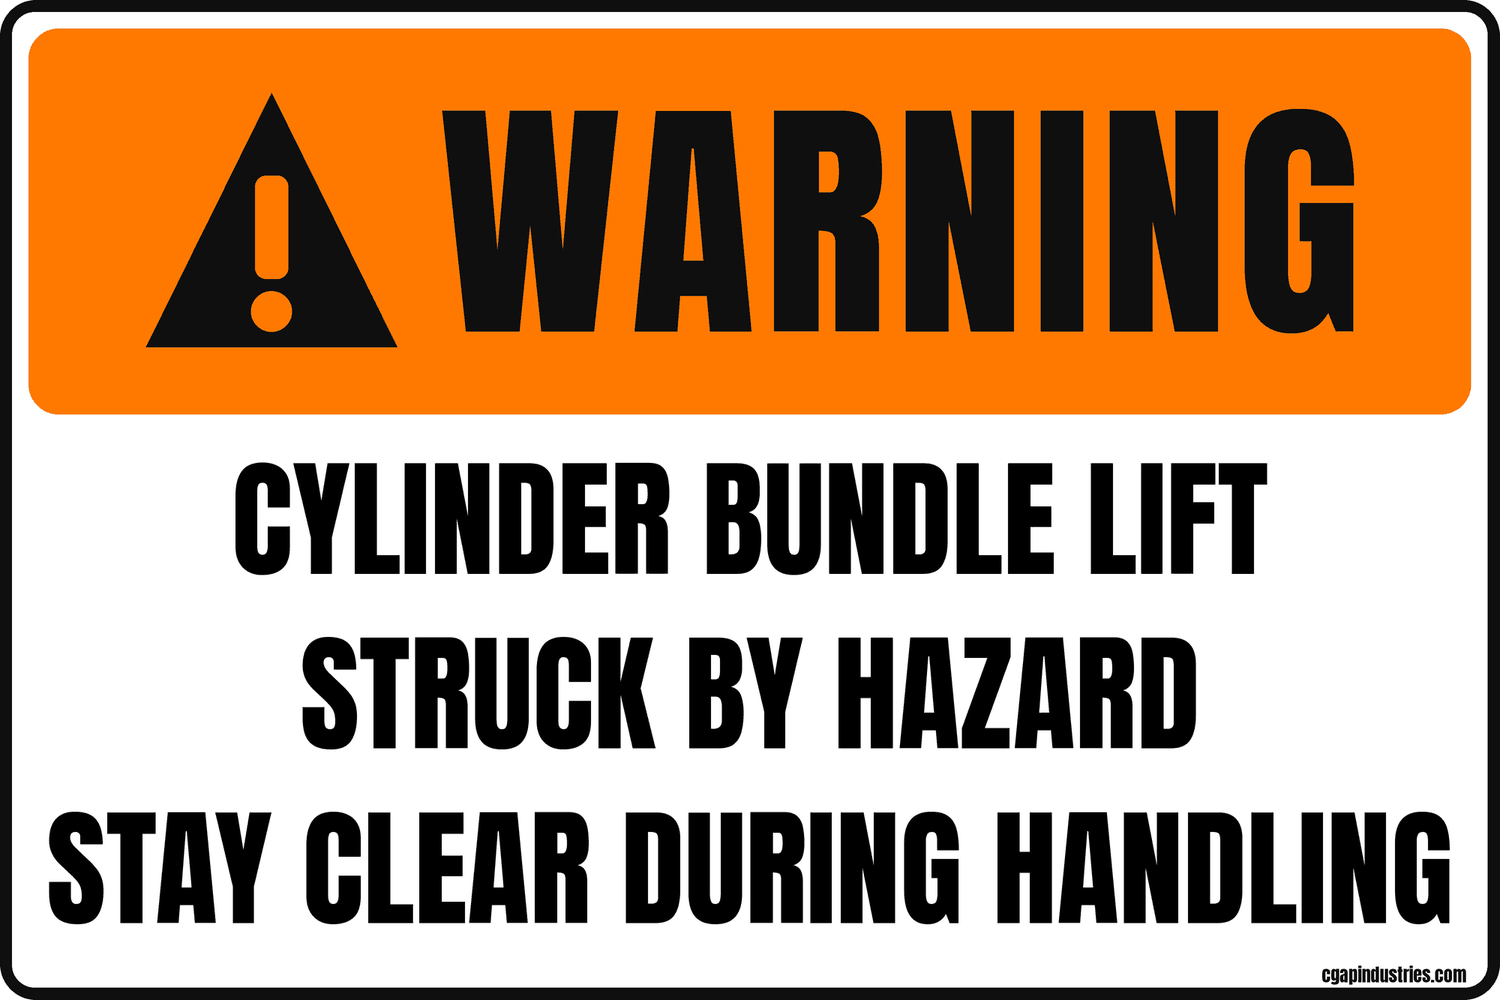 WARNING
CYLINDER BUNDLE LIFT
STRUCK BY HAZARD
STAY CLEAR DURING HANDLING
cgapindustries.com